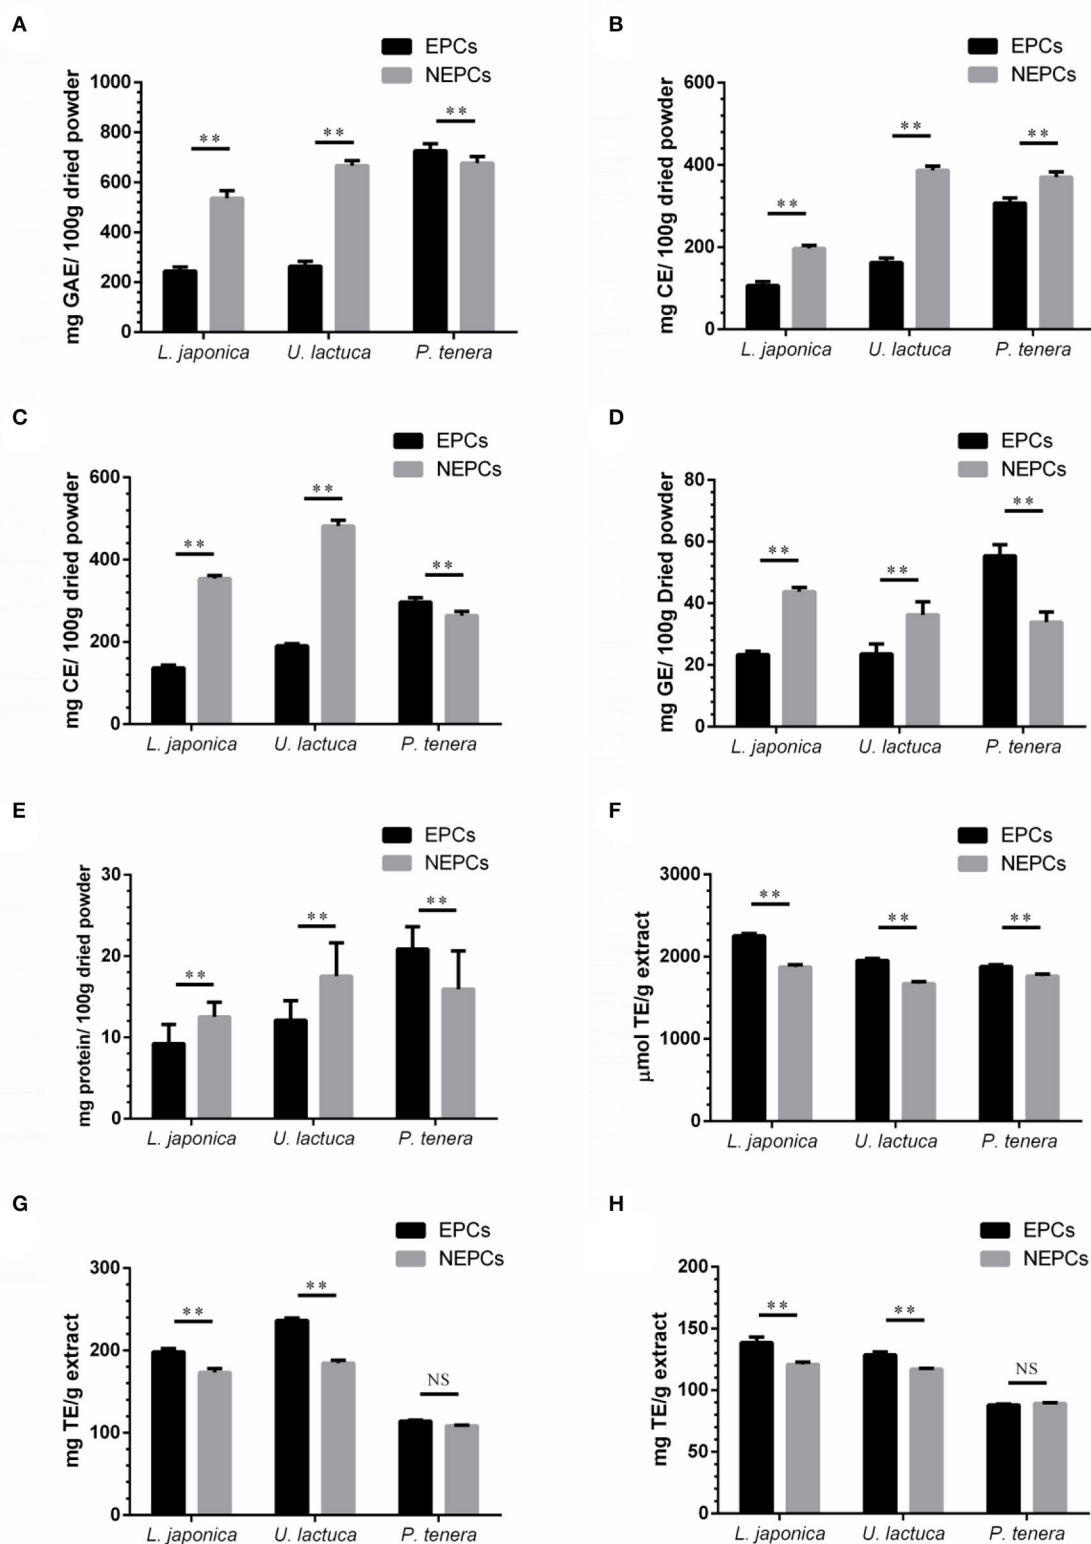 A
EPCs
NEPCs
mg GAE/ 100g dried powder
1000
800
600
400
200
0
**
**
**
L. japonica
U. lactuca
P. tenera
B
EPCs
NEPCs
mg CE/ 100g dried powder
600
400
200
0
**
**
**
L. japonica
U. lactuca
P. tenera
C
EPCs
NEPCs
mg CE/ 100g dried powder
600
400
200
0
**
**
**
L. japonica
U. lactuca
P. tenera
D
EPCs
NEPCs
mg GE/ 100g Dried powder
80
60
40
20
0
**
**
**
L. japonica
U. lactuca
P. tenera
E
EPCs
NEPCs
mg protein/ 100g dried powder
30
20
10
0
**
**
**
L. japonica
U. lactuca
P. tenera
F
EPCs
NEPCs
μmol TE/g extract
3000
2000
1000
0
**
**
**
L. japonica
U. lactuca
P. tenera
G
EPCs
NEPCs
mg TE/g extract
300
200
100
0
**
**
NS
L. japonica
U. lactuca
P. tenera
H
EPCs
NEPCs
mg TE/g extract
200
150
100
50
0
**
**
NS
L. japonica
U. lactuca
P. tenera